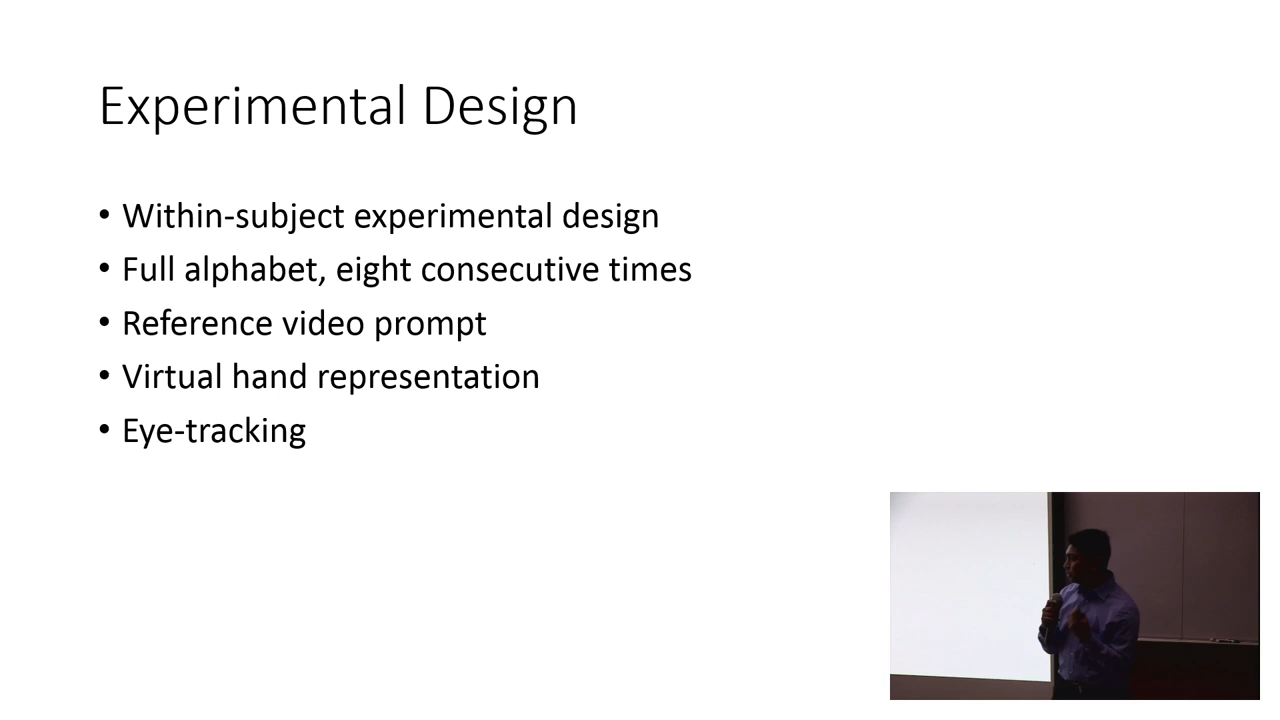 Experimental Design
• Within-subject experimental design
• Full alphabet, eight consecutive times
• Reference video prompt
• Virtual hand representation
• Eye-tracking